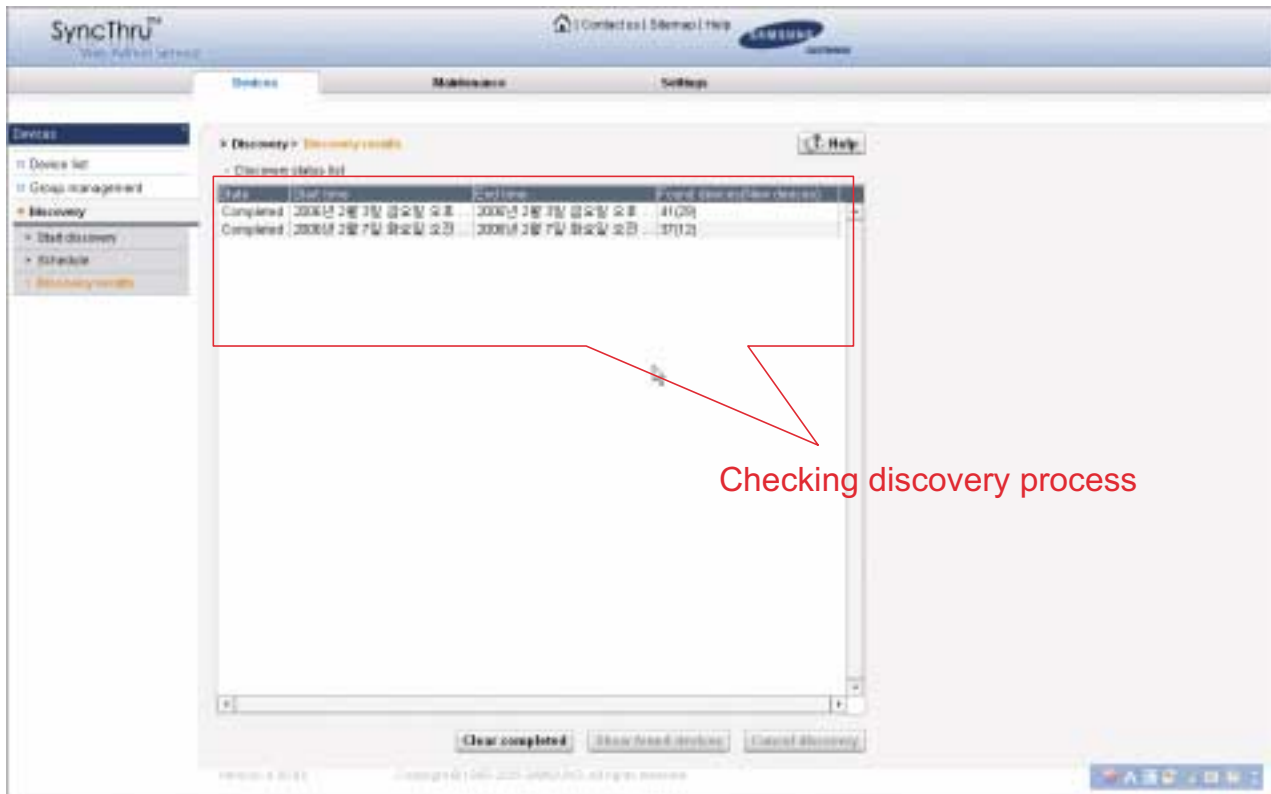 SyncThru™
Web Admin Service
| Contact us | Sitemap | Help
SAMSUNG
Devices Maintenance Settings
Devices
Device list
Group management
Discovery
Start discovery
Schedule
Discovery results
Discovery > Discovery results
Help
Discovery status list
State Start time End time Found devices(New devices)
Completed 2006년 2월 3일 금요일 오후 ... 2006년 2월 3일 금요일 오후 ... 41(29)
Completed 2006년 2월 7일 화요일 오전 ... 2006년 2월 7일 화요일 오전 ... 37(12)
Checking discovery process
Clear completed Show found devices Cancel discovery